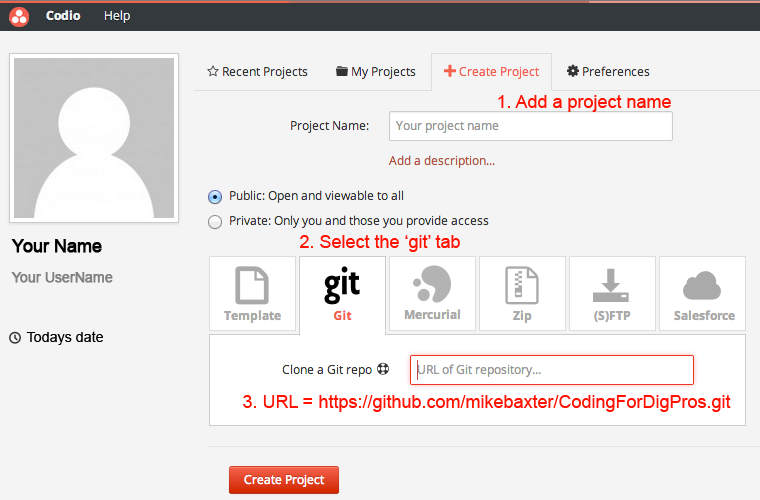 Codio Help
Recent Projects My Projects Create Project Preferences
1. Add a project name
Project Name: Your project name
Add a description...
Public: Open and viewable to all
Private: Only you and those you provide access
Your Name
2. Select the ‘git’ tab
Your UserName
git
Template Git Mercurial Zip (S)FTP Salesforce
Todays date
Clone a Git repo URL of Git repository...
3. URL = https://github.com/mikebaxter/CodingForDigPros.git
Create Project